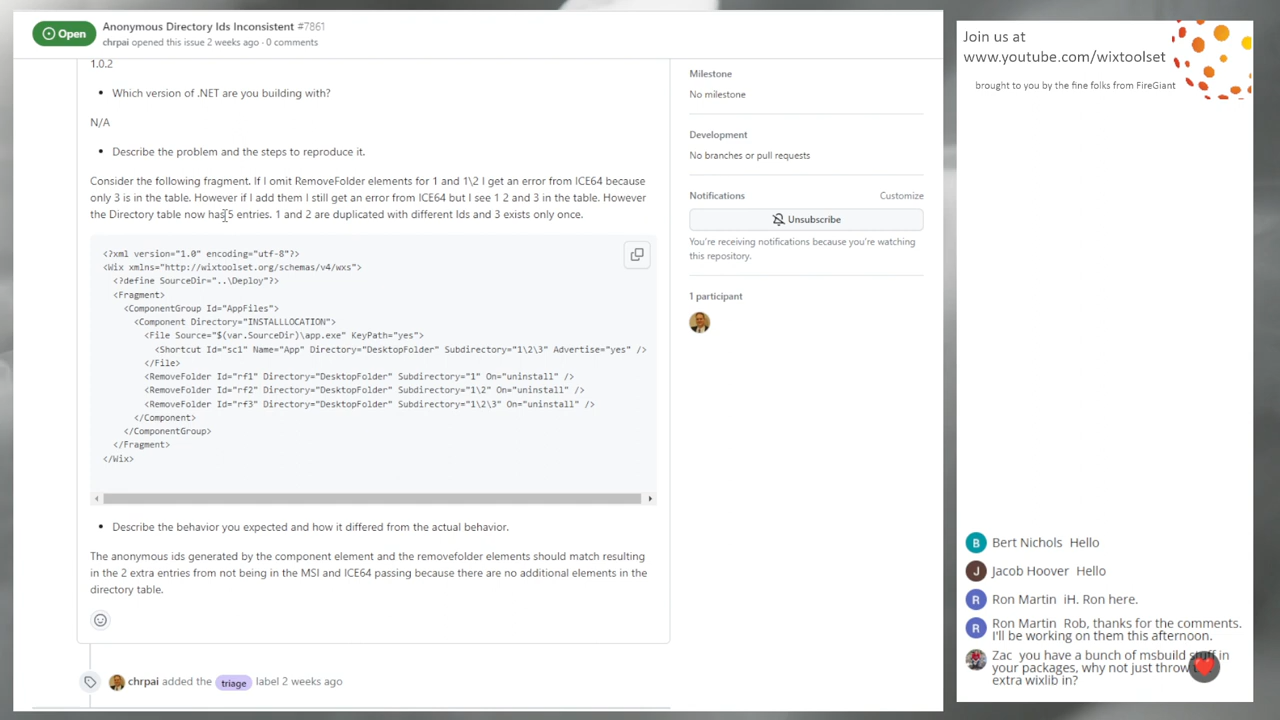 Open
Anonymous Directory Ids Inconsistent #7861
chrpai opened this issue 2 weeks ago · 0 comments
1.0.2
• Which version of .NET are you building with?
N/A
• Describe the problem and the steps to reproduce it.
Consider the following fragment. If I omit RemoveFolder elements for 1 and 1\2 I get an error from ICE64 because
only 3 is in the table. However if I add them I still get an error from ICE64 but I see 1 2 and 3 in the table. However
the Directory table now has 5 entries. 1 and 2 are duplicated with different Ids and 3 exists only once.
<?xml version="1.0" encoding="utf-8"?>
<Wix xmlns="http://wixtoolset.org/schemas/v4/wxs">
<?define SourceDir="..\Deploy"?>
<Fragment>
<ComponentGroup Id="AppFiles">
<Component Directory="INSTALLLOCATION">
<File Source="$(var.SourceDir)\app.exe" KeyPath="yes">
<Shortcut Id="sc1" Name="App" Directory="DesktopFolder" Subdirectory="1\2\3" Advertise="yes" />
</File>
<RemoveFolder Id="rf1" Directory="DesktopFolder" Subdirectory="1" On="uninstall" />
<RemoveFolder Id="rf2" Directory="DesktopFolder" Subdirectory="1\2" On="uninstall" />
<RemoveFolder Id="rf3" Directory="DesktopFolder" Subdirectory="1\2\3" On="uninstall" />
</Component>
</ComponentGroup>
</Fragment>
</Wix>
• Describe the behavior you expected and how it differed from the actual behavior.
The anonymous ids generated by the component element and the removefolder elements should match resulting
in the 2 extra entries from not being in the MSI and ICE64 passing because there are no additional elements in the
directory table.
chrpai added the triage label 2 weeks ago
Milestone
No milestone
Development
No branches or pull requests
Notifications
Customize
Unsubscribe
You're receiving notifications because you're watching
this repository.
1 participant
Join us at
www.youtube.com/wixtoolset
brought to you by the fine folks from FireGiant
B Bert Nichols Hello
J Jacob Hoover Hello
R Ron Martin iH. Ron here.
R Ron Martin Rob, thanks for the comments.
I'll be working on them this afternoon.
Zac you have a bunch of msbuild stuff in
your packages, why not just throw
extra wixlib in?